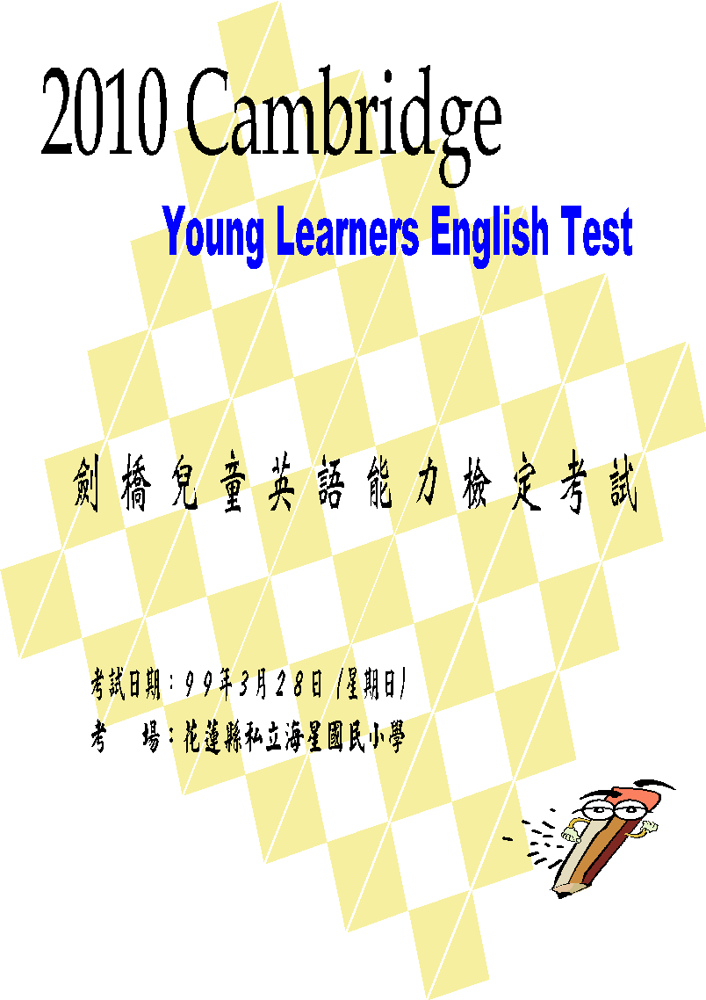 2010 Cambridge
Young Learners English Test
劍橋兒童英語能力檢定考試
考試日期：９９年３月２８日（星期日）
考　場：花蓮縣私立海星國民小學